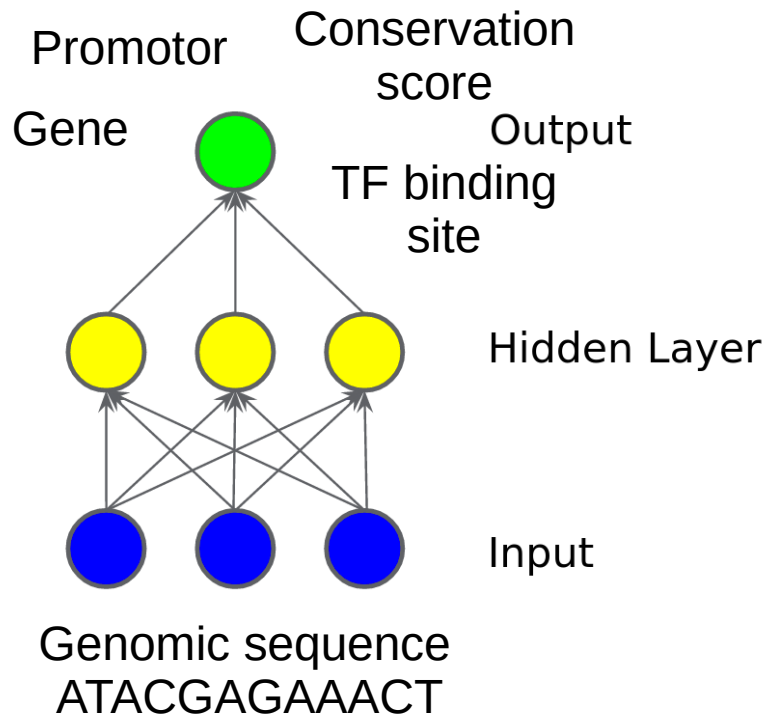 Promotor
Conservation
score
Gene
Output
TF binding
site
Hidden Layer
Input
Genomic sequence
ATACGAGAAACT